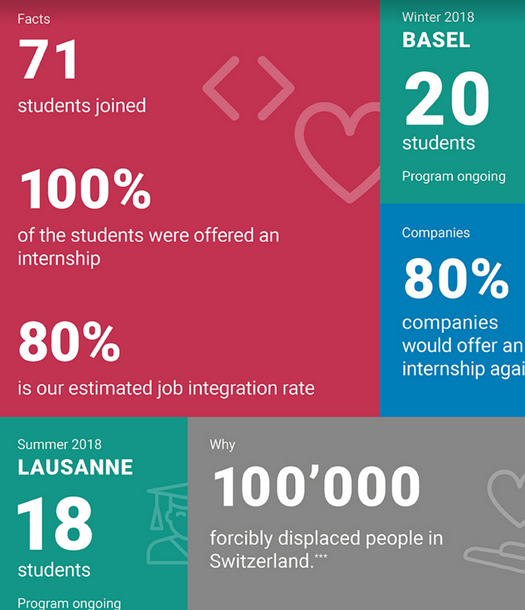 Facts
71
students joined
100%
of the students were offered an
internship
80%
is our estimated job integration rate
Winter 2018
BASEL
20
students
Program ongoing
Companies
80%
companies
would offer an
internship
Summer 2018
LAUSANNE
18
students
Program ongoing
Why
100’000
forcibly displaced people in
Switzerland.***